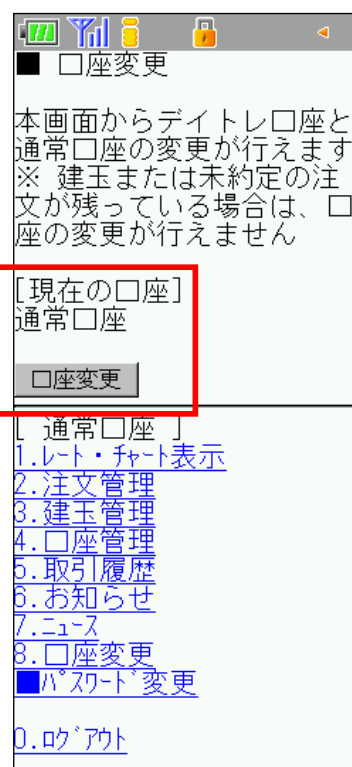 ■ 口座変更
本画面からデイトレ口座と
通常口座の変更が行えます
※ 建玉または未約定の注
文が残っている場合は、口
座の変更が行えません
[現在の口座]
通常口座
口座変更
[ 通常口座 ]
1.ﾚｰﾄ・ﾁｬｰﾄ表示
2.注文管理
3.建玉管理
4.口座管理
5.取引履歴
6.お知らせ
7.ﾆｭｰｽ
8.口座変更
■ﾊﾟｽﾜｰﾄﾞ変更
0.ﾛｸﾞｱｳﾄ